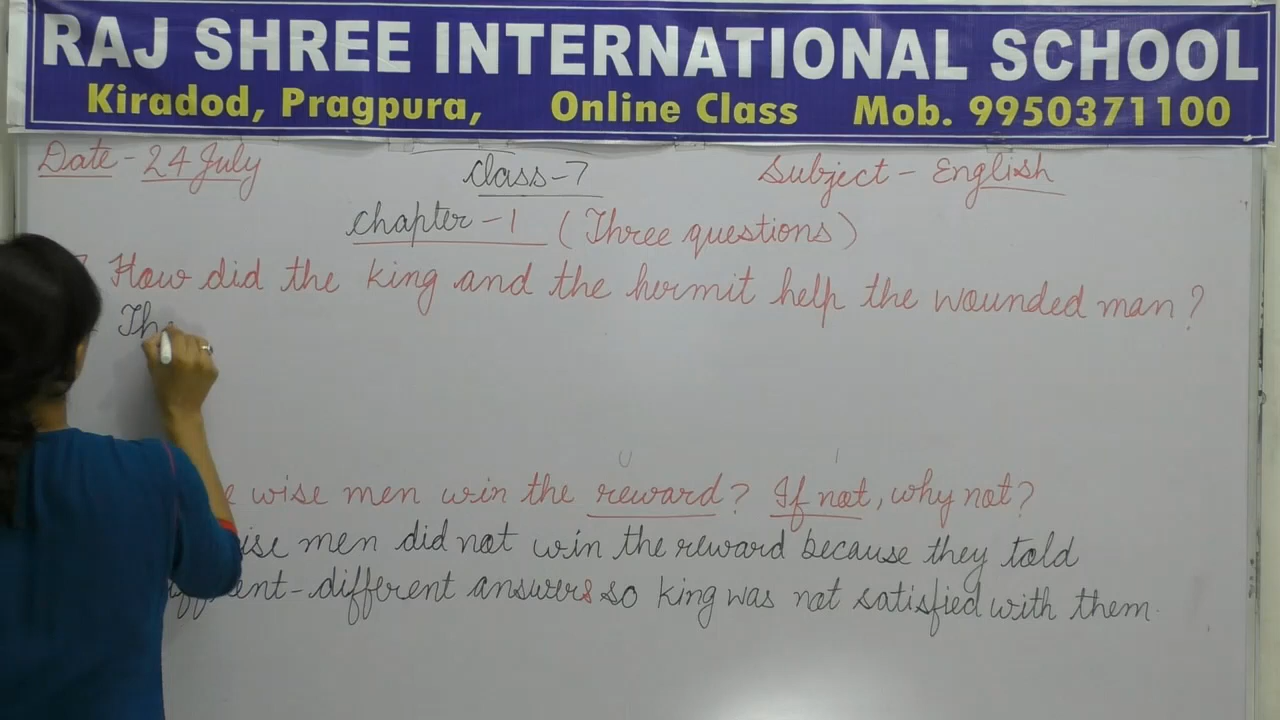 RAJ SHREE INTERNATIONAL SCHOOL
Kiradod, Pragpura, Online Class Mob. 9950371100
Date - 24 July Class-7 Subject - English
Chapter - 1 (Three questions)
How did the king and the hermit help the wounded man?
Th
wise men win the reward? If not, why not?
men did not win the reward because they told
different answers so king was not satisfied with them.